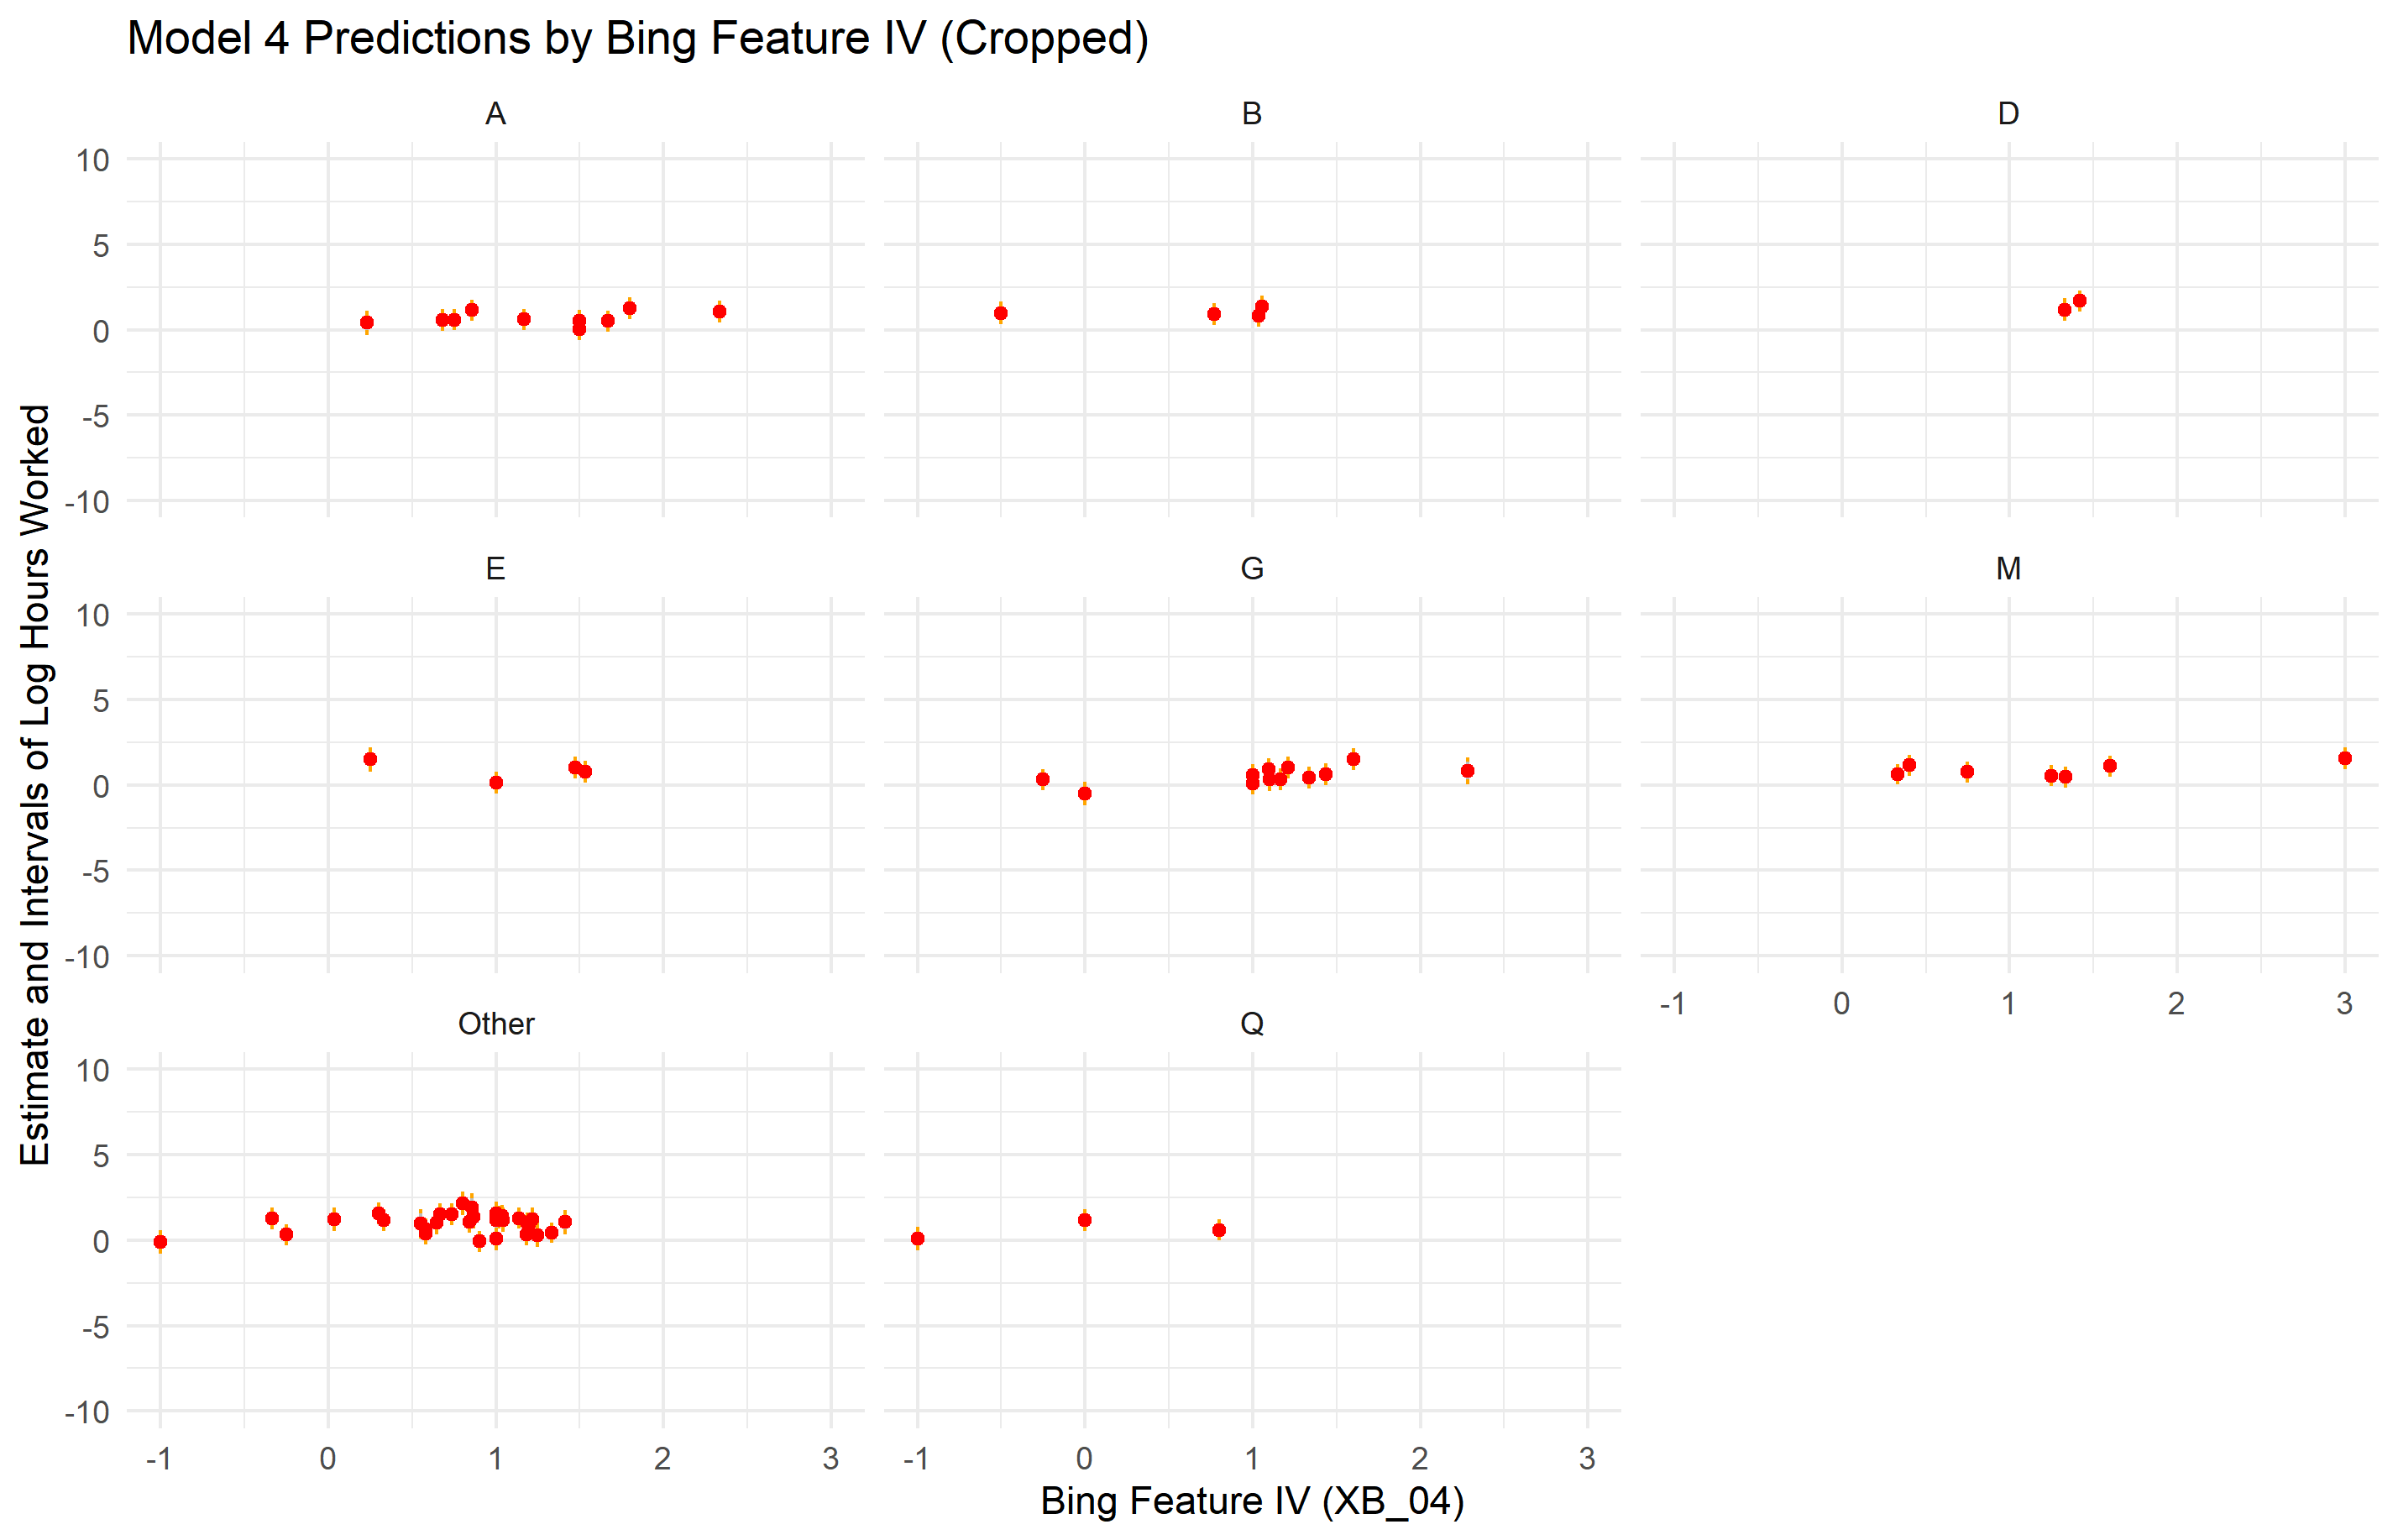 Model 4 Predictions by Bing Feature IV (Cropped)
A
B
D
10
5
0
-5
-10
E
G
M
10
5
0
-5
-10
-1 0 1 2 3
Other
Q
10
5
0
-5
-10
-1 0 1 2 3
-1 0 1 2 3
Estimate and Intervals of Log Hours Worked
Bing Feature IV (XB_04)